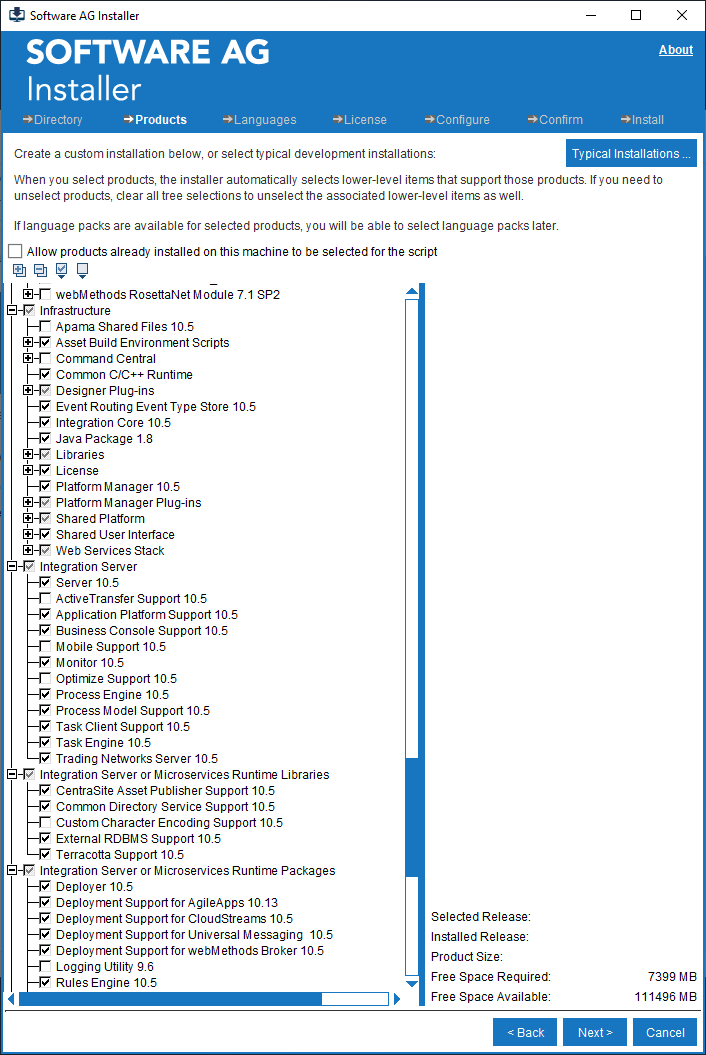 Software AG Installer
SOFTWARE AG
Installer
About
Directory
Products
Languages
License
Configure
Confirm
Install
Create a custom installation below, or select typical development installations:
Typical Installations ...
When you select products, the installer automatically selects lower-level items that support those products. If you need to
unselect products, clear all tree selections to unselect the associated lower-level items as well.
If language packs are available for selected products, you will be able to select language packs later.
Allow products already installed on this machine to be selected for the script
webMethods RosettaNet Module 7.1 SP2
Infrastructure
Apama Shared Files 10.5
Asset Build Environment Scripts
Command Central
Common C/C++ Runtime
Designer Plug-ins
Event Routing Event Type Store 10.5
Integration Core 10.5
Java Package 1.8
Libraries
License
Platform Manager 10.5
Platform Manager Plug-ins
Shared Platform
Shared User Interface
Web Services Stack
Integration Server
Server 10.5
ActiveTransfer Support 10.5
Application Platform Support 10.5
Business Console Support 10.5
Mobile Support 10.5
Monitor 10.5
Optimize Support 10.5
Process Engine 10.5
Process Model Support 10.5
Task Client Support 10.5
Task Engine 10.5
Trading Networks Server 10.5
Integration Server or Microservices Runtime Libraries
CentraSite Asset Publisher Support 10.5
Common Directory Service Support 10.5
Custom Character Encoding Support 10.5
External RDBMS Support 10.5
Terracotta Support 10.5
Integration Server or Microservices Runtime Packages
Deployer 10.5
Deployment Support for AgileApps 10.13
Deployment Support for CloudStreams 10.5
Deployment Support for Universal Messaging  10.5
Deployment Support for webMethods Broker 10.5
Logging Utility 9.6
Rules Engine 10.5
Selected Release:
Installed Release:
Product Size:
Free Space Required: 7399 MB
Free Space Available: 111496 MB
< Back
Next >
Cancel